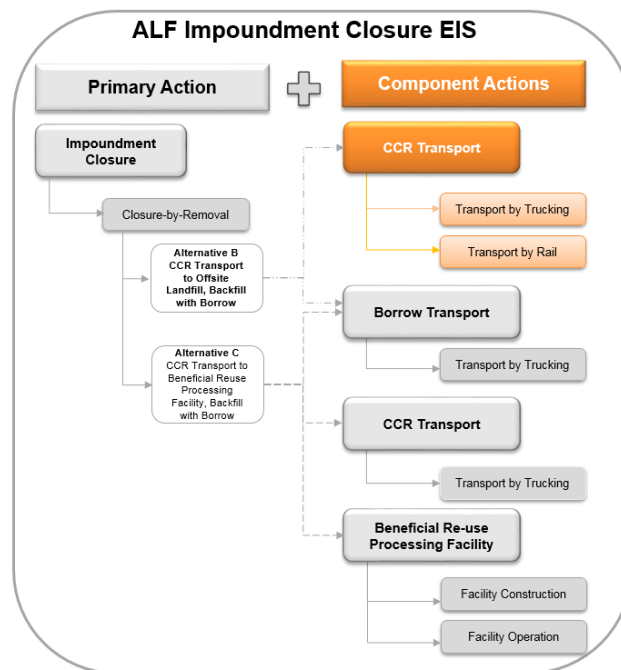 ALF Impoundment Closure EIS
Primary Action
Component Actions
Impoundment
Closure
Closure-by-Removal
Alternative B
CCR Transport
to Offsite
Landfill, Backfill
with Borrow
Alternative C
CCR Transport to
Beneficial Reuse
Processing
Facility, Backfill
with Borrow
CCR Transport
Transport by Trucking
Transport by Rail
Borrow Transport
Transport by Trucking
CCR Transport
Transport by Trucking
Beneficial Re-use
Processing Facility
Facility Construction
Facility Operation